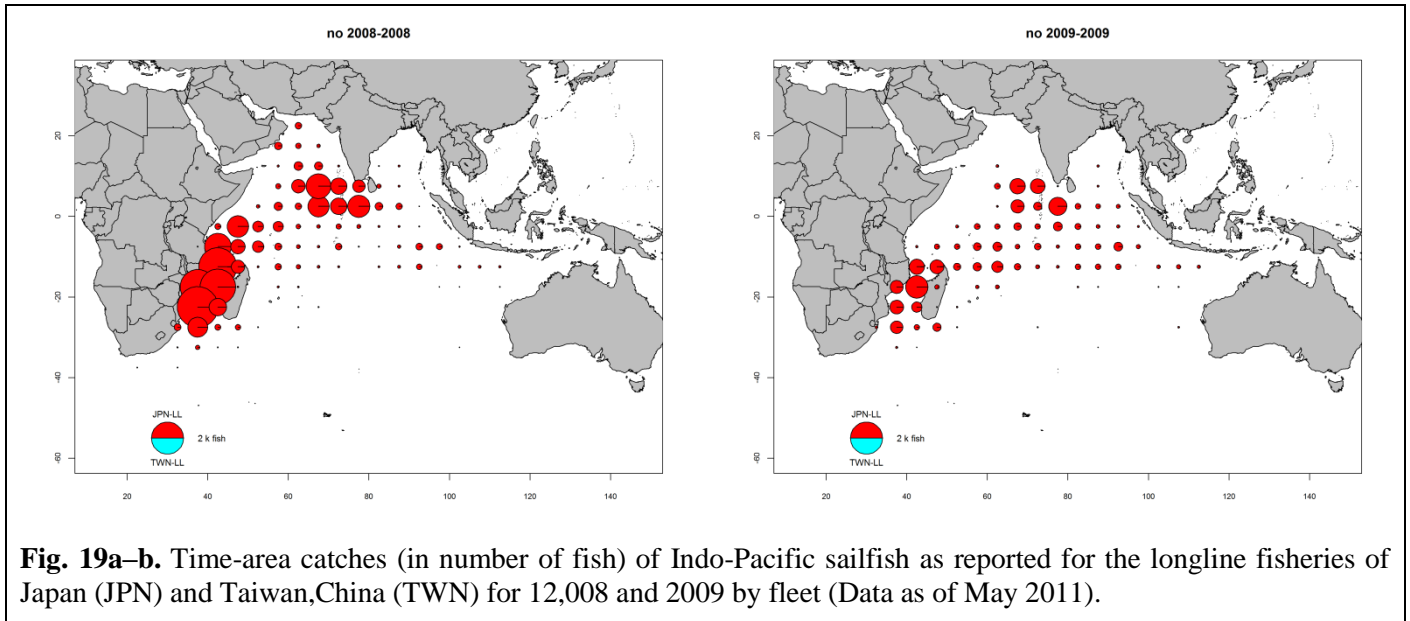 no 2008-2008
20
0
-20
-40
-60
20 40 60 80 100 120 140
JPN-LL
2 k fish
TWN-LL
no 2009-2009
20
0
-20
-40
-60
20 40 60 80 100 120 140
JPN-LL
2 k fish
TWN-LL
Fig. 19a–b. Time-area catches (in number of fish) of Indo-Pacific sailfish as reported for the longline fisheries of
Japan (JPN) and Taiwan,China (TWN) for 12,008 and 2009 by fleet (Data as of May 2011).